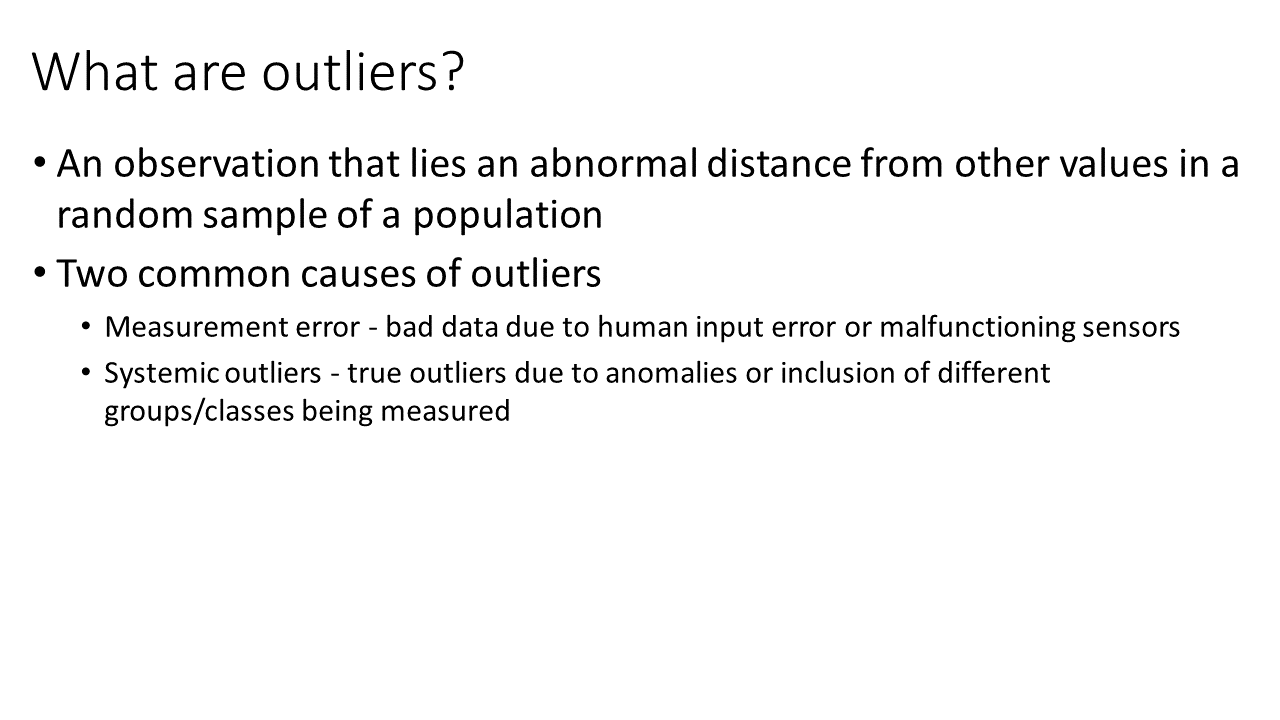 What are outliers?
• An observation that lies an abnormal distance from other values in a
random sample of a population
• Two common causes of outliers
• Measurement error - bad data due to human input error or malfunctioning sensors
• Systemic outliers - true outliers due to anomalies or inclusion of different
groups/classes being measured